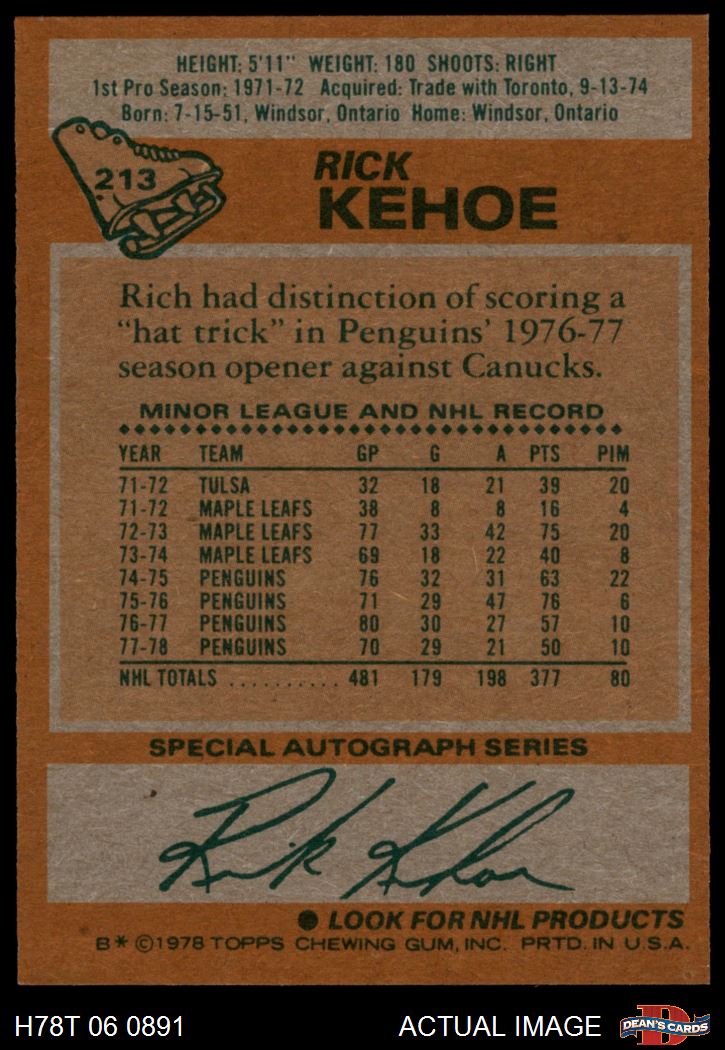 HEIGHT: 5'11" WEIGHT: 180 SHOOTS: RIGHT
1st Pro Season: 1971-72 Acquired: Trade with Toronto, 9-13-74
Born: 7-15-51, Windsor, Ontario Home: Windsor, Ontario
213
RICK
KEHOE
Rich had distinction of scoring a
"hat trick" in Penguins' 1976-77
season opener against Canucks.
MINOR LEAGUE AND NHL RECORD
YEAR TEAM GP G A PTS PIM
71-72 TULSA 32 18 21 39 20
71-72 MAPLE LEAFS 38 8 8 16 4
72-73 MAPLE LEAFS 77 33 42 75 20
73-74 MAPLE LEAFS 69 18 22 40 8
74-75 PENGUINS 76 32 31 63 22
75-76 PENGUINS 71 29 47 76 6
76-77 PENGUINS 80 30 27 57 10
77-78 PENGUINS 70 29 21 50 10
NHL TOTALS .......... 481 179 198 377 80
SPECIAL AUTOGRAPH SERIES
Rick Kehoe
● LOOK FOR NHL PRODUCTS
B* ©1978 TOPPS CHEWING GUM, INC. PRTD. IN U.S.A.
H78T 06 0891 ACTUAL IMAGE D DEAN'S CARDS